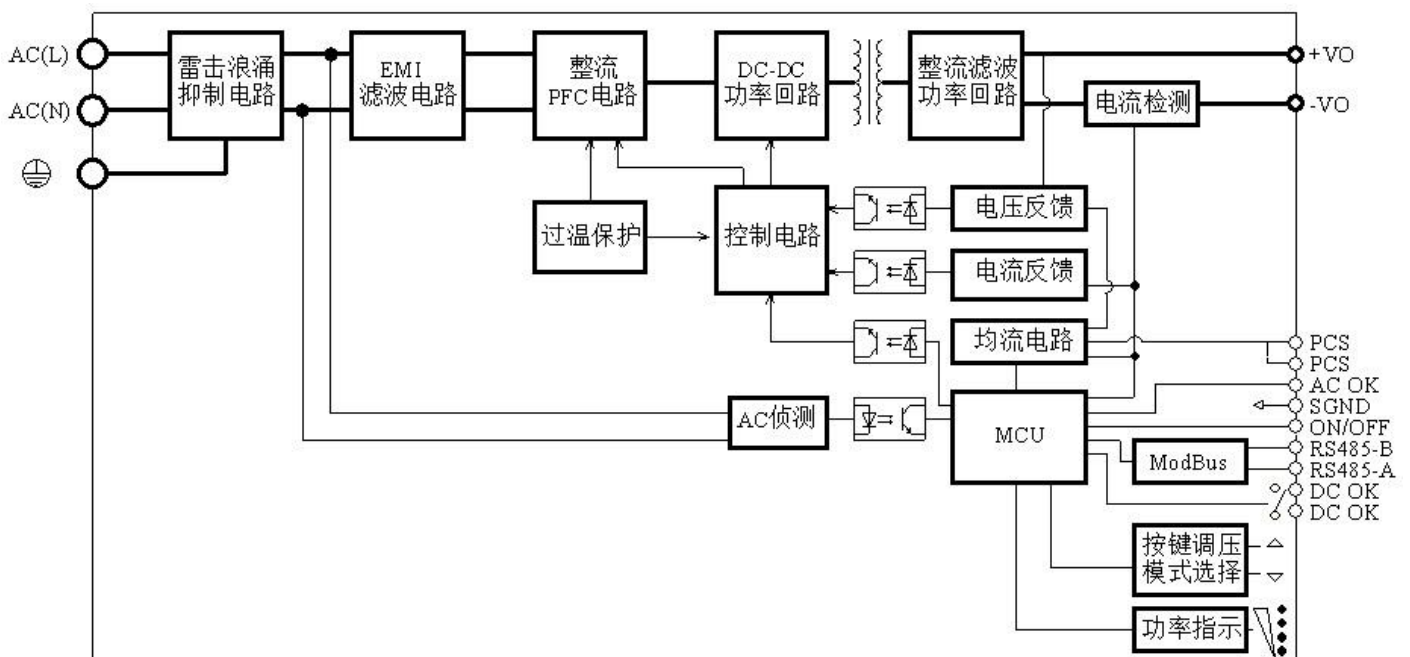 AC(L)
AC(N)
雷击浪涌
抑制电路
EMI
滤波电路
整流
PFC电路
DC-DC
功率回路
整流滤波
功率回路
+VO
电流检测
-VO
过温保护
控制电路
电压反馈
电流反馈
均流电路
PCS
PCS
AC OK
SGND
ON/OFF
RS485-B
RS485-A
DC OK
DC OK
AC侦测
MCU
ModBus
按键调压
模式选择
功率指示